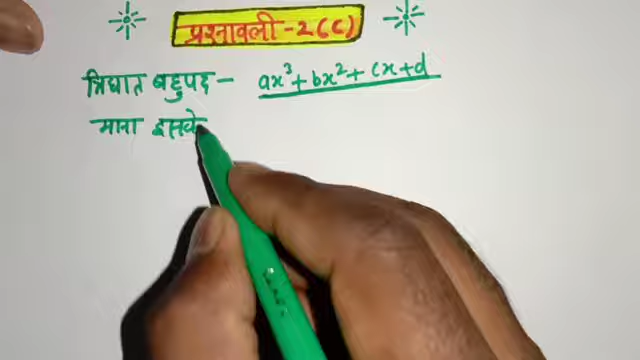 प्रश्नावली-2(C)
त्रिघात बहुपद - ax³+bx²+cx+d
माना इसके